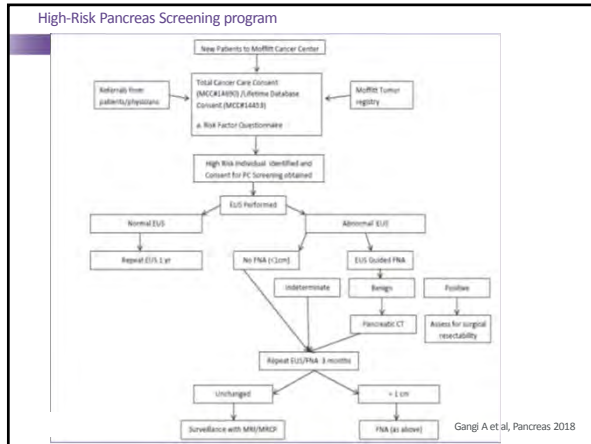 High-Risk Pancreas Screening program
New Patients to Moffitt Cancer Center
Referrals from
patients/physicians
Total Cancer Care Consent
(MCC#14690) /Lifetime Database
Consent (MCC#14453)
a. Risk Factor Questionnaire
Moffitt Tumor
registry
High Risk Individual Identified and
Consent for PC Screening obtained
EUS Performed
Normal EUS
Abnormal EUS
Repeat EUS 1 yr
No FNA (<1cm)
EUS Guided FNA
Indeterminate
Benign
Positive
Pancreatic CT
Assess for surgical
resectability
Repeat EUS/FNA 3 months
Unchanged
> 1 cm
Surveillance with MRI/MRCP
FNA (as above)
Gangi A et al, Pancreas 2018